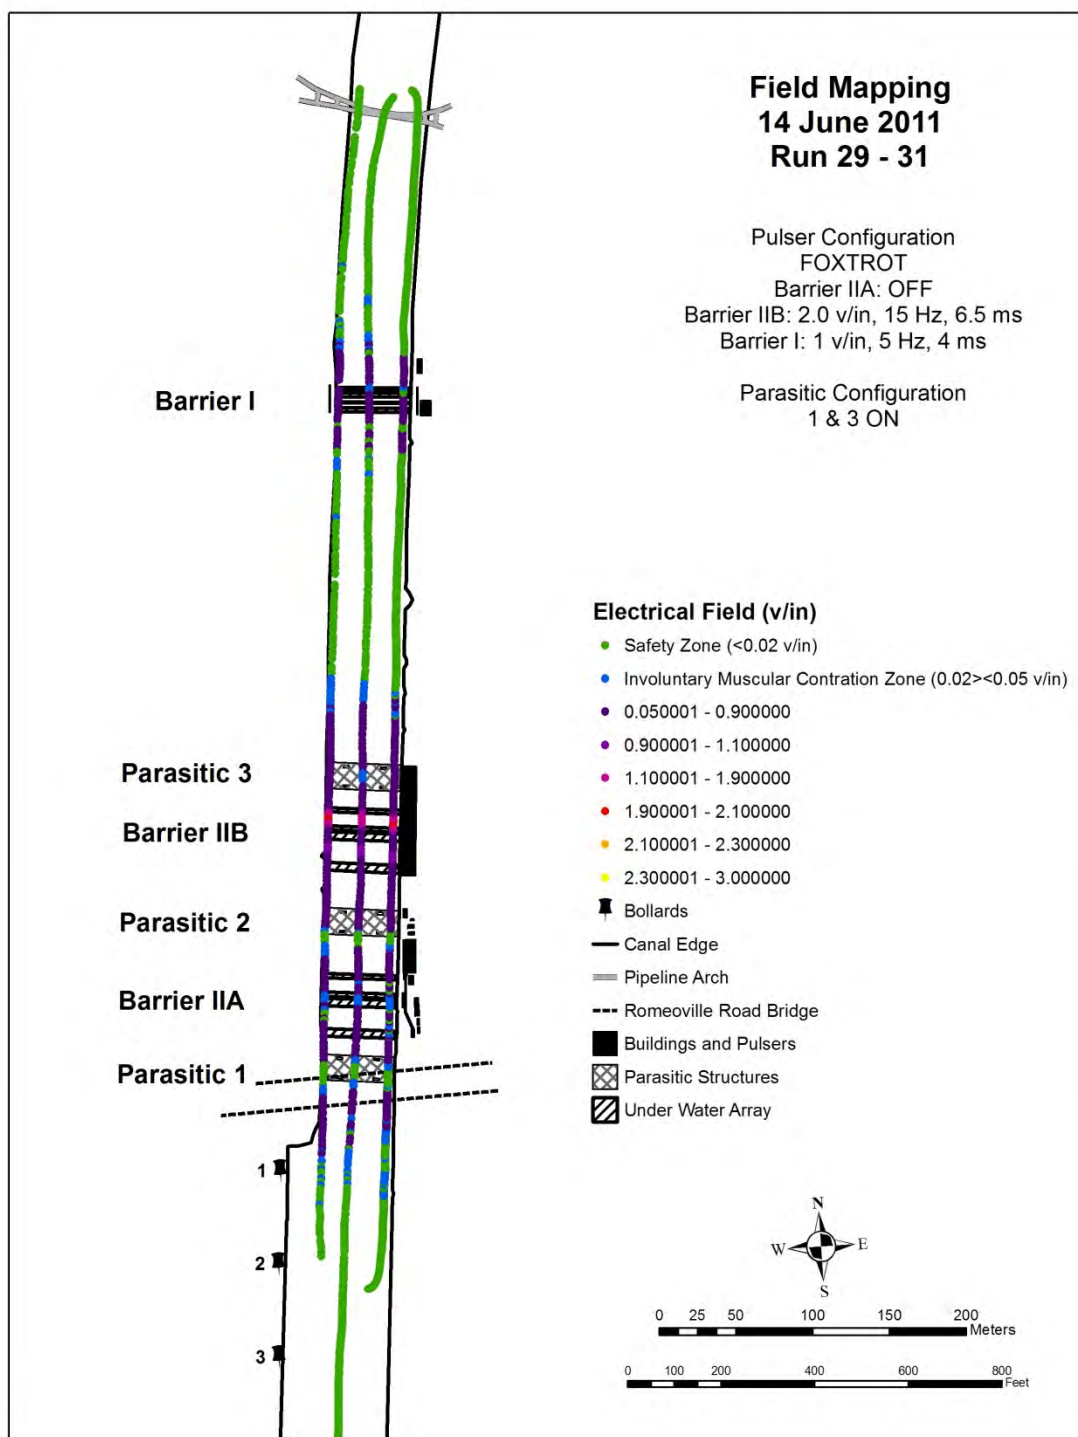 Field Mapping
14 June 2011
Run 29 - 31
Pulser Configuration
FOXTROT
Barrier IIA: OFF
Barrier IIB: 2.0 v/in, 15 Hz, 6.5 ms
Barrier I: 1 v/in, 5 Hz, 4 ms
Parasitic Configuration
1 & 3 ON
Barrier I
Parasitic 3
Barrier IIB
Parasitic 2
Barrier IIA
Parasitic 1
1
2
3
Electrical Field (v/in)
Safety Zone (<0.02 v/in)
Involuntary Muscular Contration Zone (0.02><0.05 v/in)
0.050001 - 0.900000
0.900001 - 1.100000
1.100001 - 1.900000
1.900001 - 2.100000
2.100001 - 2.300000
2.300001 - 3.000000
Bollards
Canal Edge
Pipeline Arch
Romeoville Road Bridge
Buildings and Pulsers
Parasitic Structures
Under Water Array
N
W E
S
0 25 50 100 150 200
Meters
0 100 200 400 600 800
Feet